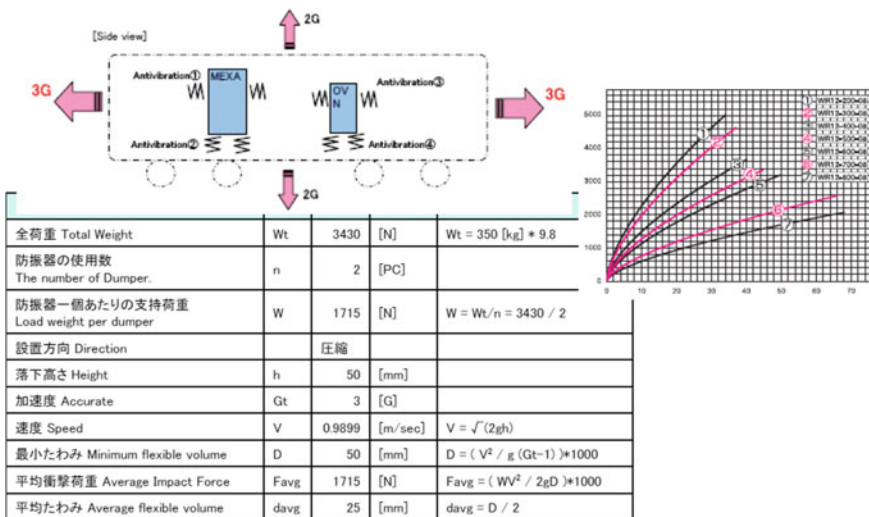 [Side view]
2G
3G
Antivibration①
MEXA
OV
N
Antivibration③
3G
Antivibration②
Antivibration④
2G
全荷重 Total Weight Wt 3430 [N] Wt = 350 [kg] * 9.8
防振器の使用数
The number of Dumper. n 2 [PC]
防振器一個あたりの支持荷重
Load weight per dumper W 1715 [N] W = Wt/n = 3430 / 2
設置方向 Direction 圧縮
落下高さ Height h 50 [mm]
加速度 Accurate Gt 3 [G]
速度 Speed V 0.9899 [m/sec] V = √(2gh)
最小たわみ Minimum flexible volume D 50 [mm] D = ( V² / g (Gt-1) )*1000
平均衝撃荷重 Average Impact Force Favg 1715 [N] Favg = ( WV² / 2gD )*1000
平均たわみ Average flexible volume davg 25 [mm] davg = D / 2
5000
4000
3000
2000
1000
0
0 10 20 30 40 50 60 70
① ② ③ ④ ⑤ ⑥ ⑦